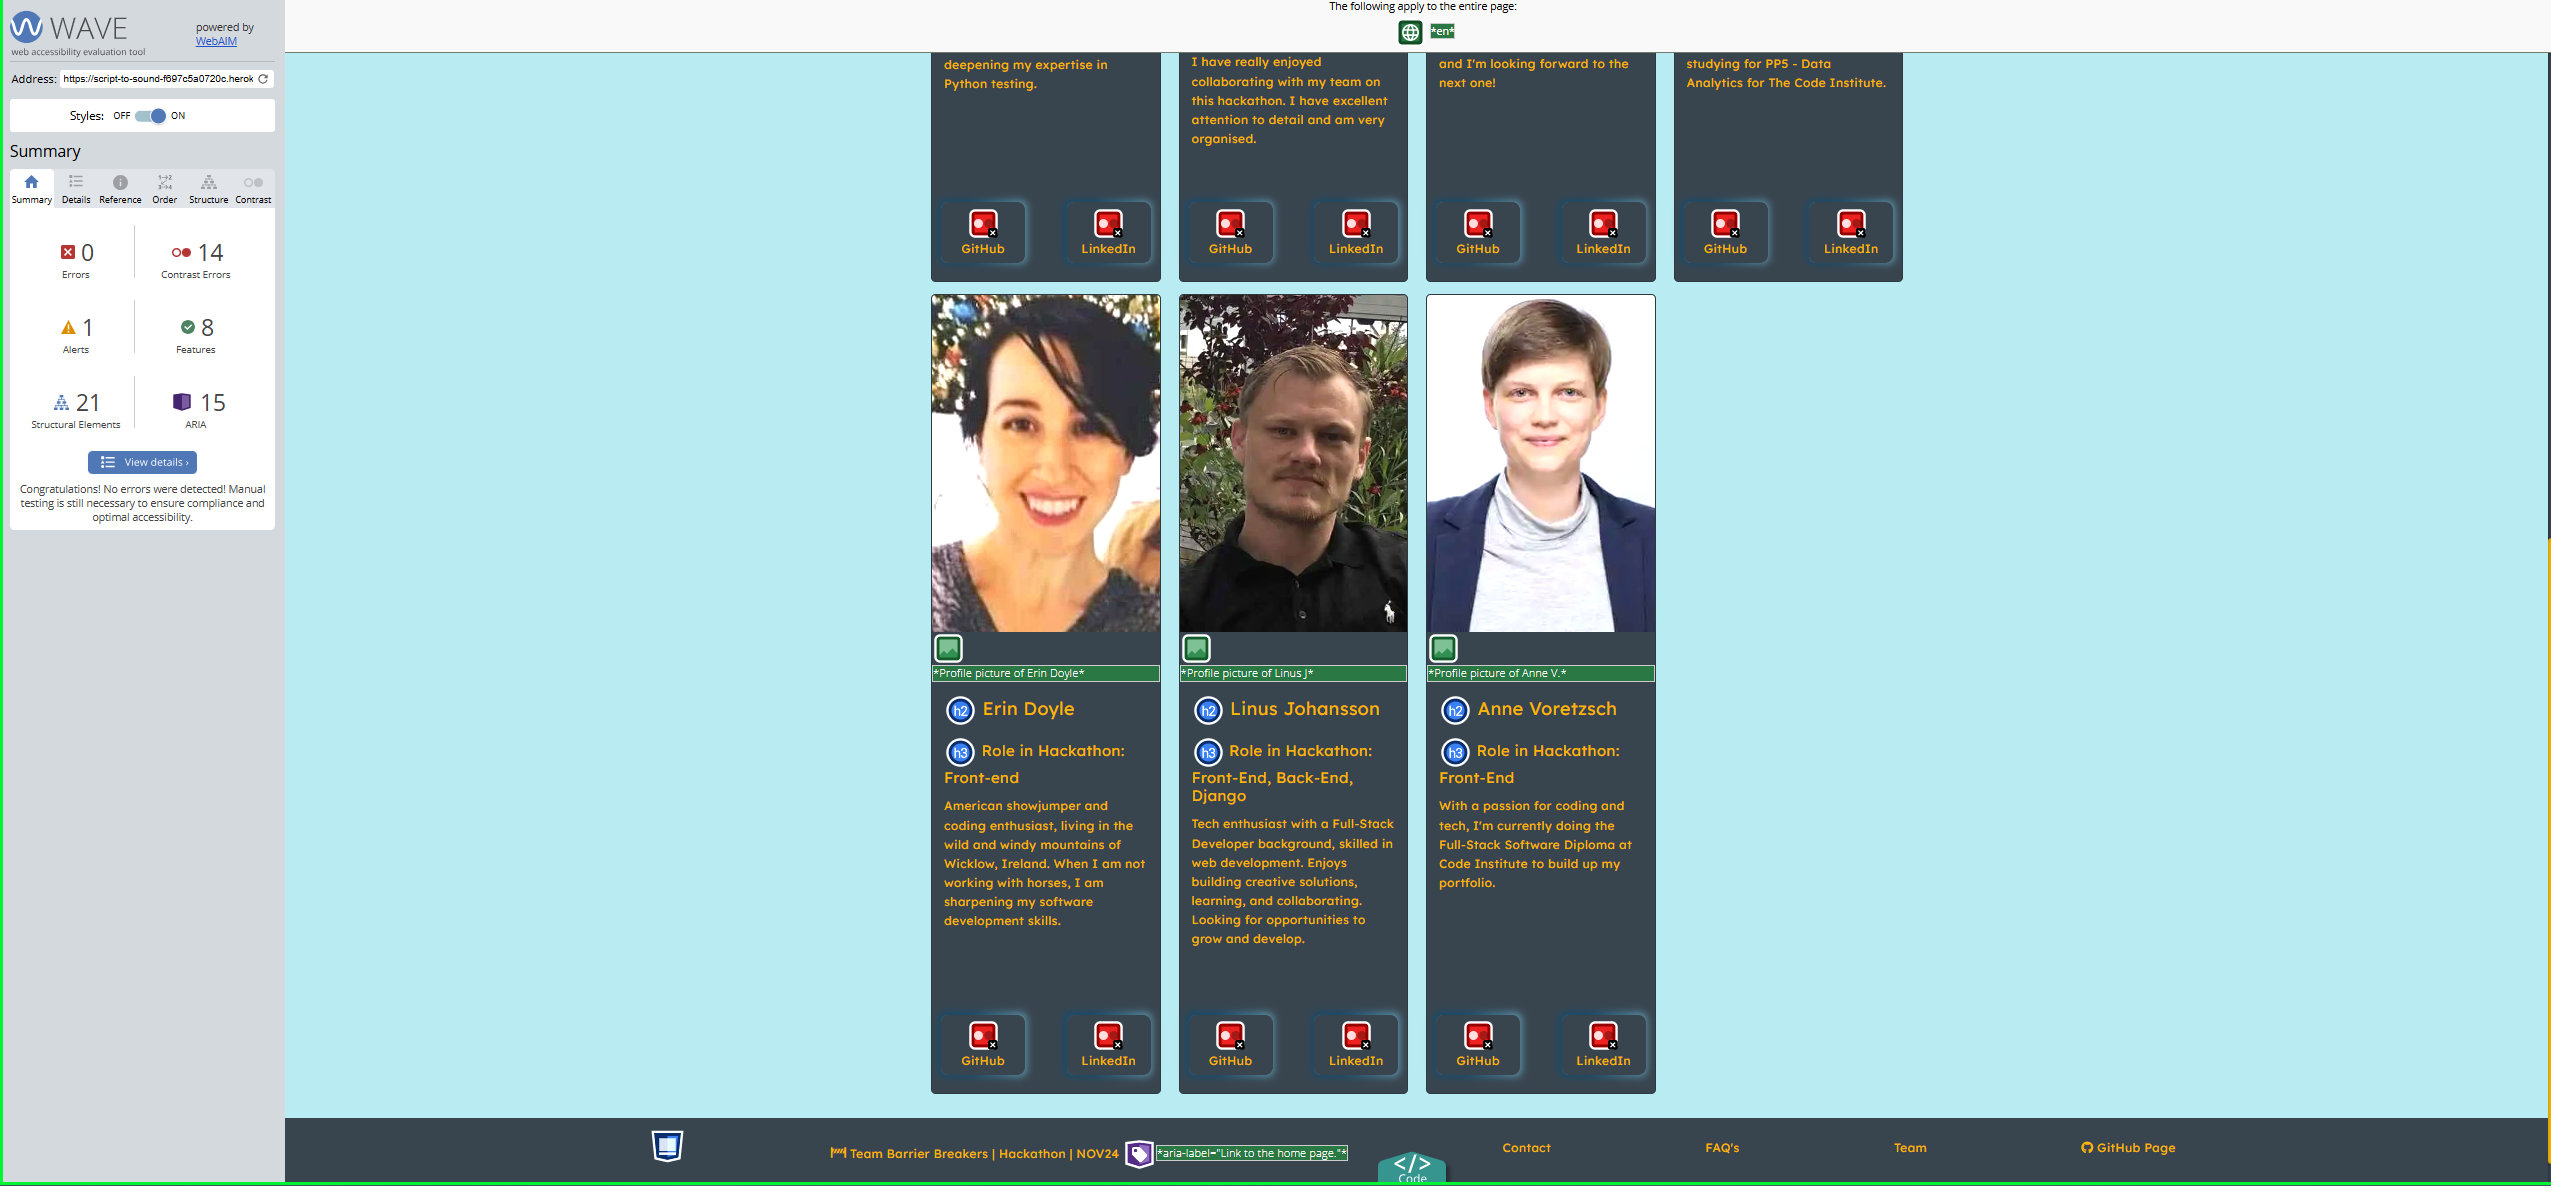 WAVE
web accessibility evaluation tool
powered by
WebAIM
Address: https://script-to-sound-f697c5a0720c.herok
Styles: OFF ON
Summary
Summary Details Reference Order Structure Contrast
0
Errors
14
Contrast Errors
1
Alerts
8
Features
21
Structural Elements
15
ARIA
View details ›
Congratulations! No errors were detected! Manual
testing is still necessary to ensure compliance and
optimal accessibility.
The following apply to the entire page:
*en*
deepening my expertise in
Python testing.
GitHub LinkedIn
I have really enjoyed
collaborating with my team on
this hackathon. I have excellent
attention to detail and am very
organised.
GitHub LinkedIn
and I'm looking forward to the
next one!
GitHub LinkedIn
studying for PP5 - Data
Analytics for The Code Institute.
GitHub LinkedIn
*Profile picture of Erin Doyle*
h2 Erin Doyle
h3 Role in Hackathon:
Front-end
American showjumper and
coding enthusiast, living in the
wild and windy mountains of
Wicklow, Ireland. When I am not
working with horses, I am
sharpening my software
development skills.
GitHub LinkedIn
*Profile picture of Linus J*
h2 Linus Johansson
h3 Role in Hackathon:
Front-End, Back-End,
Django
Tech enthusiast with a Full-Stack
Developer background, skilled in
web development. Enjoys
building creative solutions,
learning, and collaborating.
Looking for opportunities to
grow and develop.
GitHub LinkedIn
*Profile picture of Anne V.*
h2 Anne Voretzsch
h3 Role in Hackathon:
Front-End
With a passion for coding and
tech, I'm currently doing the
Full-Stack Software Diploma at
Code Institute to build up my
portfolio.
GitHub LinkedIn
Team Barrier Breakers | Hackathon | NOV24 *aria-label="Link to the home page."*
</>
Code
Contact FAQ's Team GitHub Page